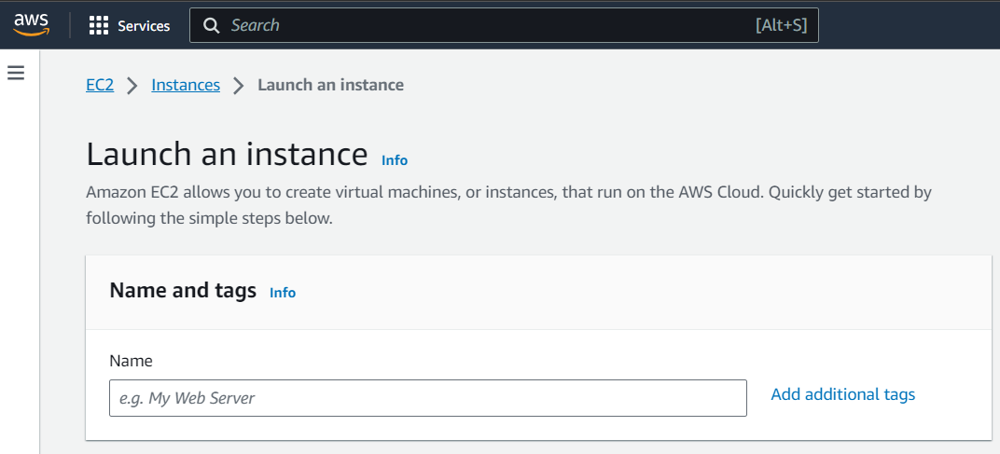 aws Services Search [Alt+S]
EC2 Instances Launch an instance
Launch an instance Info
Amazon EC2 allows you to create virtual machines, or instances, that run on the AWS Cloud. Quickly get started by
following the simple steps below.
Name and tags Info
Name
e.g. My Web Server Add additional tags